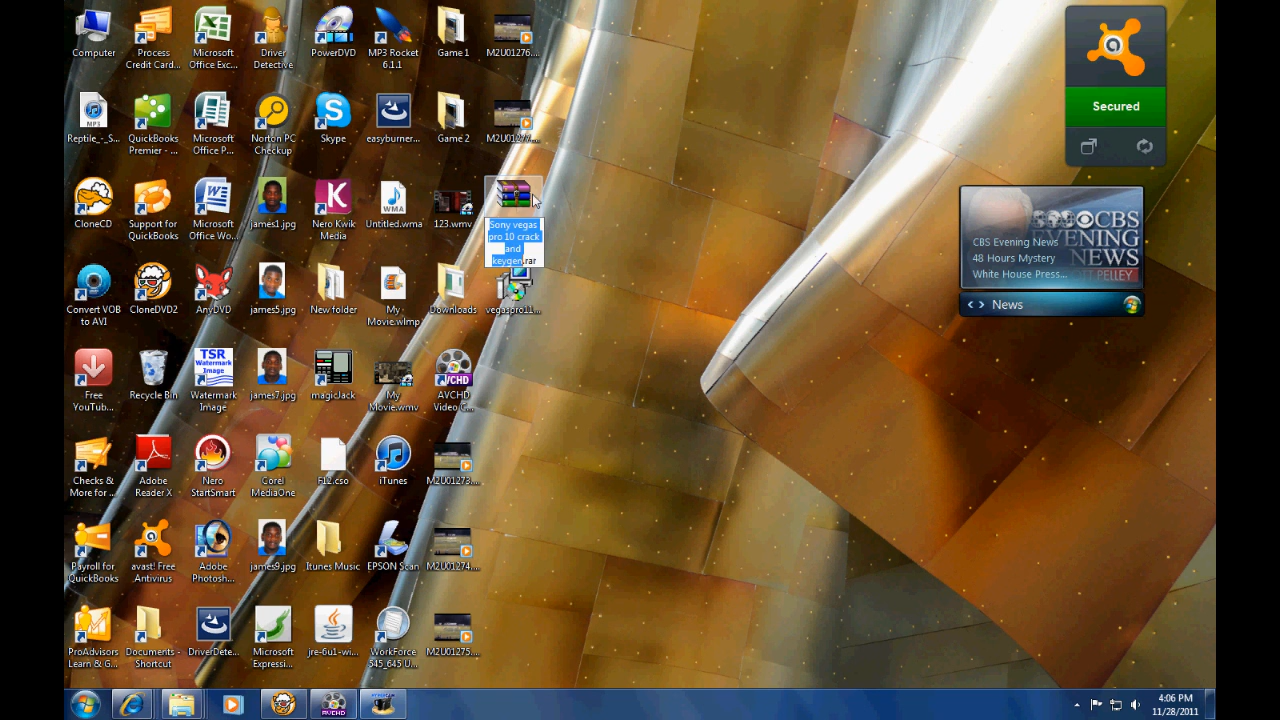 Computer
Process
Credit Card...
Microsoft
Office Exc...
Driver
Detective
PowerDVD
MP3 Rocket
6.1.1
Game 1
M2U01276....
Reptile_-_S...
QuickBooks
Premier - ...
Microsoft
Office P...
Norton PC
Checkup
Skype
easyburner...
Game 2
M2U01277....
CloneCD
Support for
QuickBooks
Microsoft
Office Wo...
james1.jpg
Nero Kwik
Media
Untitled.wma
123.wmv
Sony vegas
pro 10 crack
and
keygen.rar
Convert VOB
to AVI
CloneDVD2
AnyDVD
james5.jpg
New folder
My
Movie.wlmp
Downloads
vegaspro11...
Free
YouTub...
Recycle Bin
TSR
Watermark
Image
Watermark
Image
james7.jpg
magicJack
My
Movie.wmv
AVCHD
Video C...
Checks &
More for ...
Adobe
Reader X
Nero
StartSmart
Corel
MediaOne
F12.cso
iTunes
M2U01273....
Payroll for
QuickBooks
avast! Free
Antivirus
Adobe
Photosh...
james9.jpg
Itunes Music
EPSON Scan
M2U01274....
ProAdvisors
Learn & G...
Documents -
Shortcut
DriverDete...
Microsoft
Expressi...
jre-6u1-wi...
WorkForce
545_645 U...
M2U01275....
Secured
CBS
EVENING
NEWS
PELLEY
CBS Evening News
48 Hours Mystery
White House Press...
< > News
4:06 PM
11/28/2011